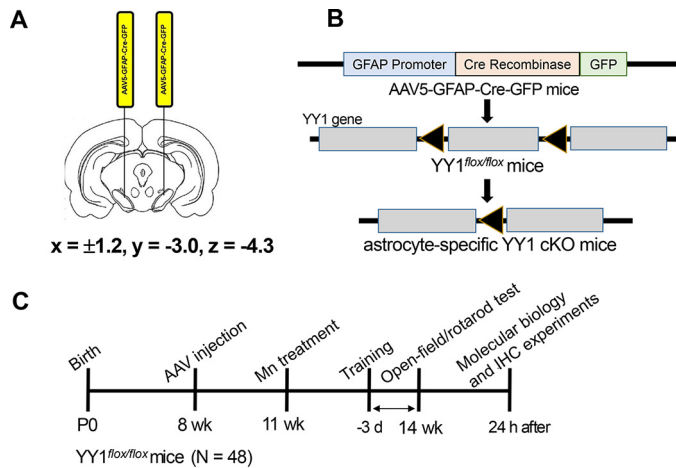 A
AAV5-GFAP-Cre-GFP
AAV5-GFAP-Cre-GFP
x = ±1.2, y = -3.0, z = -4.3
B
GFAP Promoter Cre Recombinase GFP
AAV5-GFAP-Cre-GFP mice
YY1 gene
YY1flox/flox mice
astrocyte-specific YY1 cKO mice
C
Birth
AAV injection
Mn treatment
Training
Open-field/rotarod test
Molecular biology
and IHC experiments
P0 8 wk 11 wk -3 d 14 wk 24 h after
YY1flox/flox mice (N = 48)